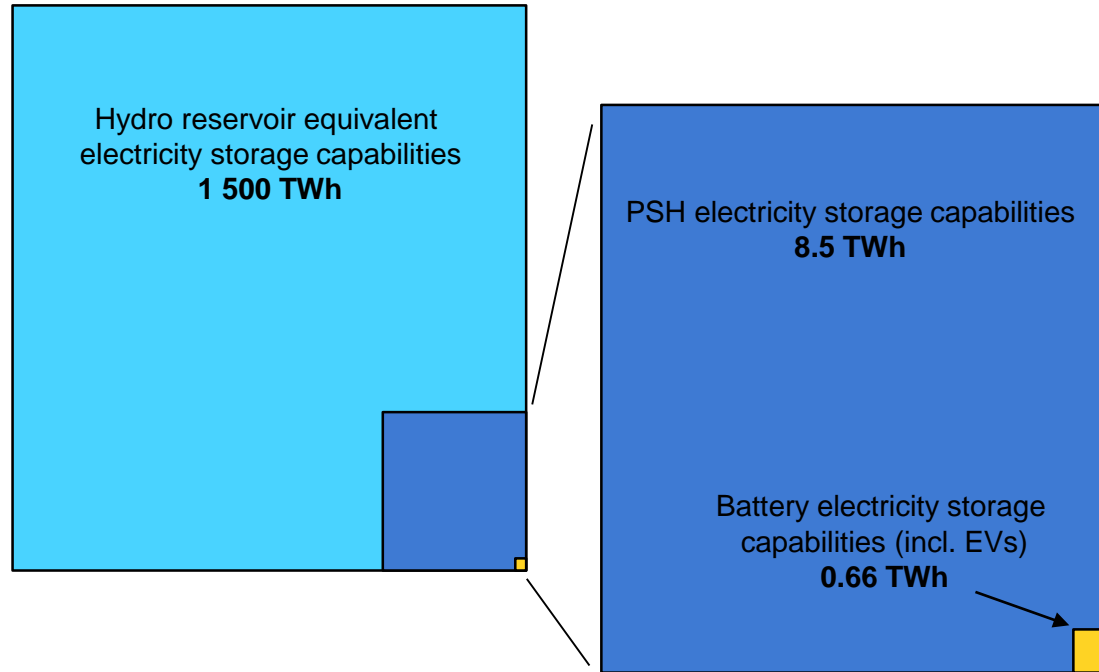 Hydro reservoir equivalent
electricity storage capabilities
1 500 TWh
PSH electricity storage capabilities
8.5 TWh
Battery electricity storage
capabilities (incl. EVs)
0.66 TWh